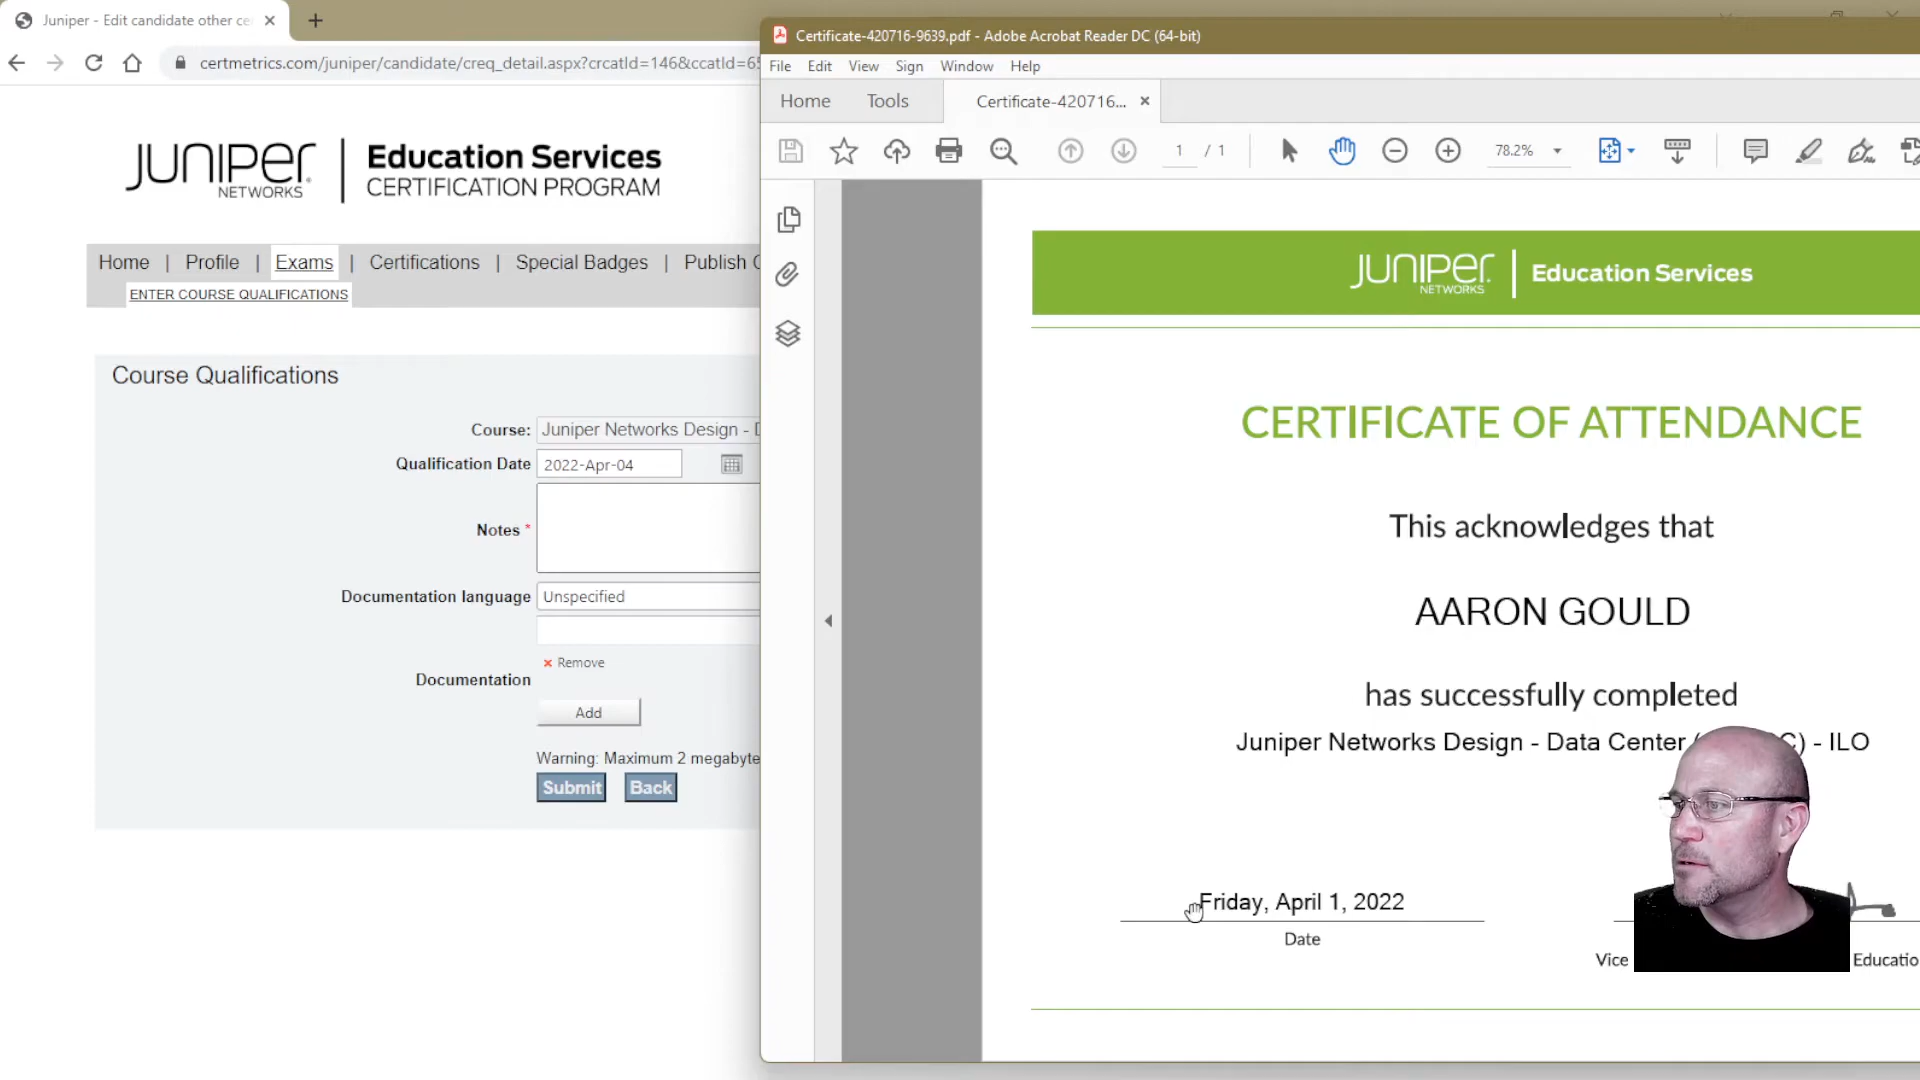 Juniper - Edit candidate other ce
certmetrics.com/juniper/candidate/creq_detail.aspx?crcatId=146&ccatId=65
JUNIPER NETWORKS
Education Services
CERTIFICATION PROGRAM
Home | Profile | Exams | Certifications | Special Badges | Publish C
ENTER COURSE QUALIFICATIONS
Course Qualifications
Course: Juniper Networks Design - D
Qualification Date 2022-Apr-04
Notes *
Documentation language Unspecified
Remove
Documentation
Add
Warning: Maximum 2 megabyte
Submit Back
Certificate-420716-9639.pdf - Adobe Acrobat Reader DC (64-bit)
File Edit View Sign Window Help
Home Tools Certificate-420716...
1 / 1 78.2%
JUNIPER NETWORKS
Education Services
CERTIFICATE OF ATTENDANCE
This acknowledges that
AARON GOULD
has successfully completed
Juniper Networks Design - Data Center ( C) - ILO
Friday, April 1, 2022
Date
Vice Educatio